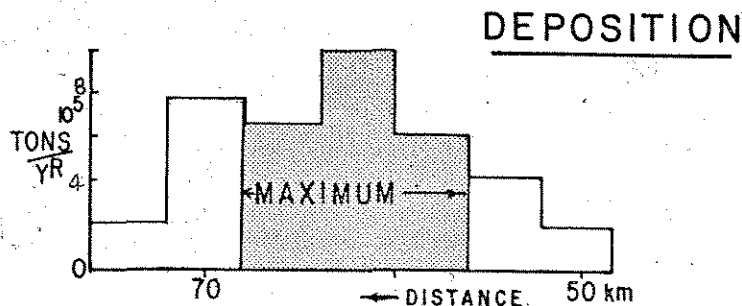 DEPOSITION
8
10⁵
TONS
YR
4
MAXIMUM
0
70
50 km
DISTANCE